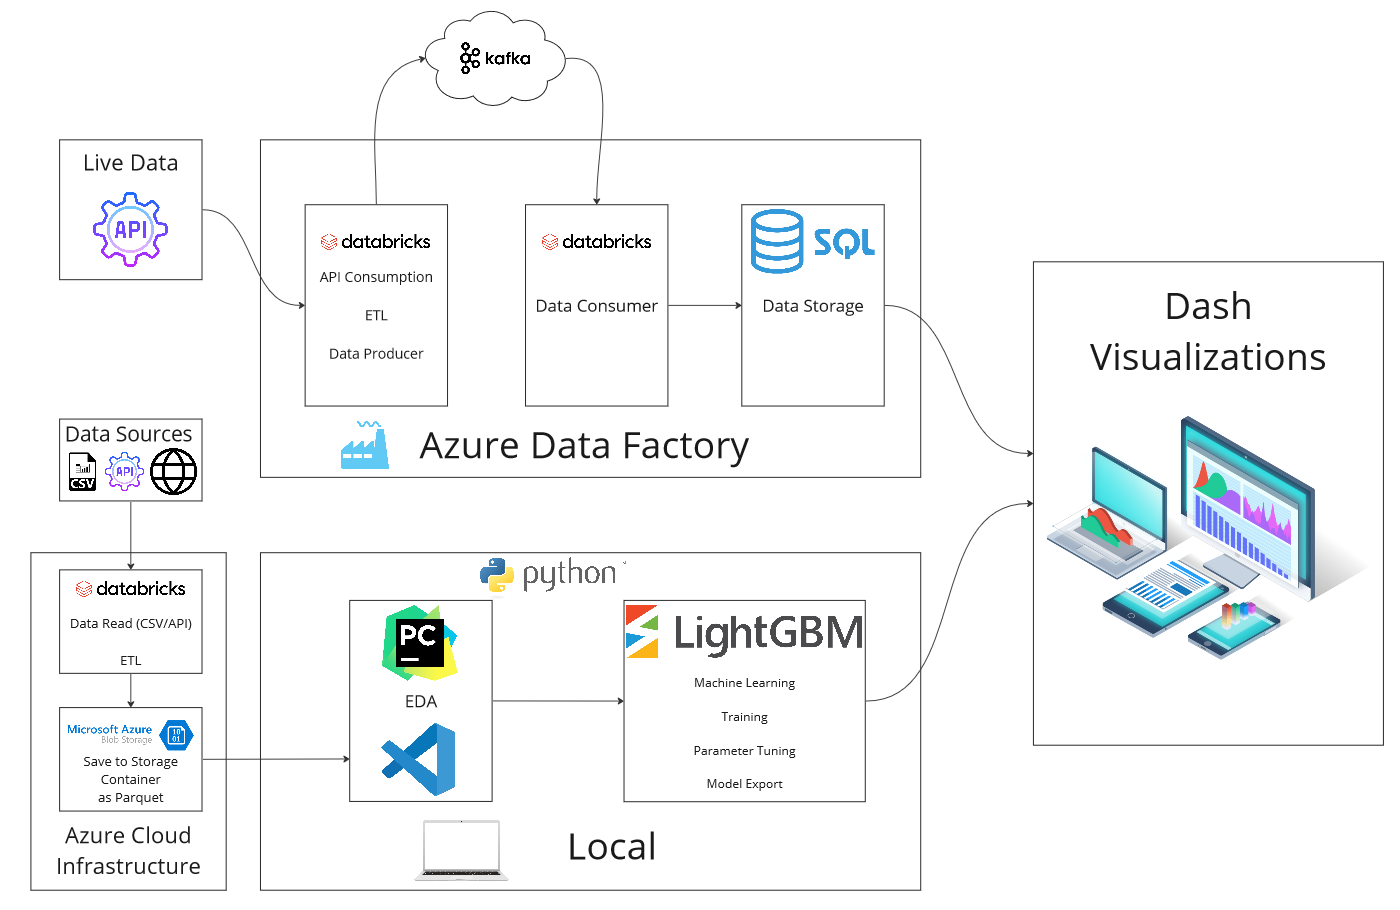 kafka
Live Data
API
databricks
API Consumption
ETL
Data Producer
databricks
Data Consumer
SQL
Data Storage
Azure Data Factory
Dash
Visualizations
Data Sources
CSV
API
databricks
Data Read (CSV/API)
ETL
Microsoft Azure
Blob Storage
10
01
Save to Storage
Container
as Parquet
Azure Cloud
Infrastructure
python
PC
EDA
LightGBM
Machine Learning
Training
Parameter Tuning
Model Export
Local